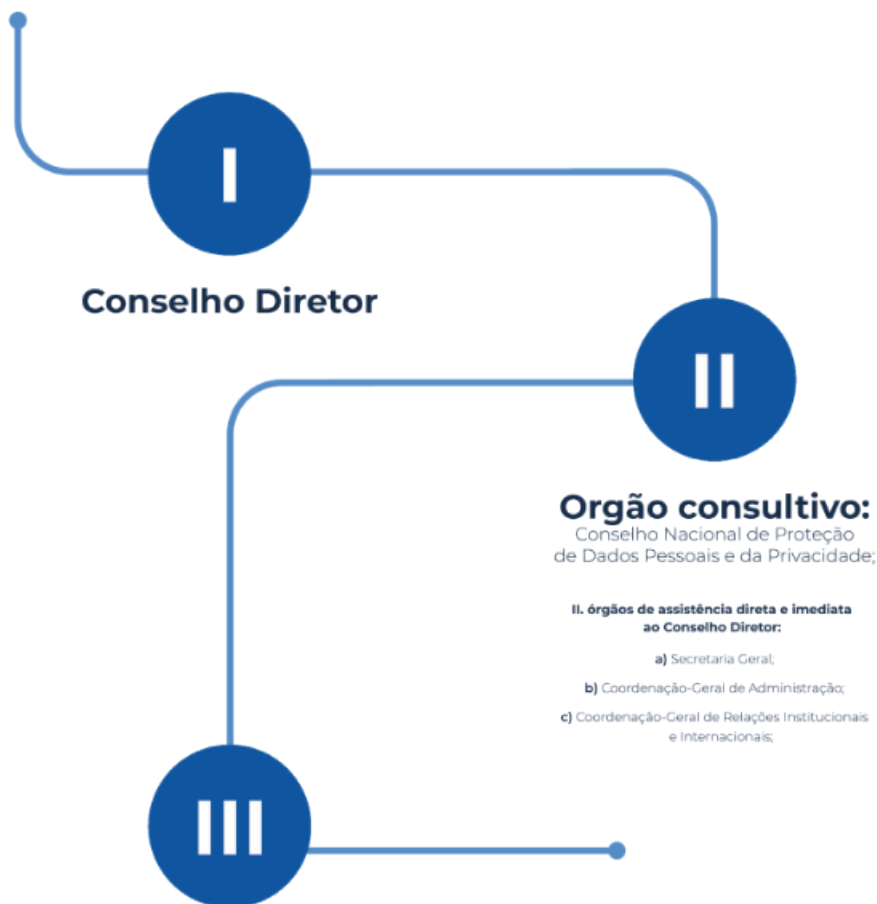 I
Conselho Diretor
II
Orgão consultivo:
Conselho Nacional de Proteção
de Dados Pessoais e da Privacidade;
II. órgãos de assistência direta e imediata
ao Conselho Diretor:
a) Secretaria Geral;
b) Coordenação-Geral de Administração;
c) Coordenação-Geral de Relações Institucionais
e Internacionais;
III